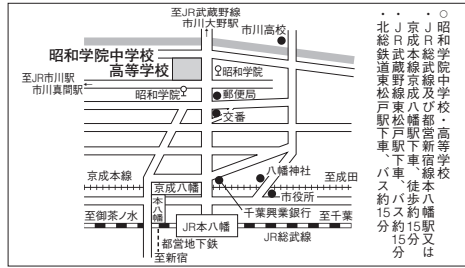 至JR武蔵野線
市川大野駅
市川高校
昭和学院中学校
高等学校
昭和学院
至JR市川駅
市川真間駅
昭和学院
郵便局
交番
京成本線
京成八幡
八幡神社
至成田
市役所
本八幡
千葉興業銀行
至御茶ノ水
JR本八幡
至千葉
都営地下鉄
JR総武線
至新宿
○昭和学院中学校・高等学校
・JR総武線及び都営新宿線本八幡駅又は
京成本線京成八幡駅下車、徒歩約15分
・JR武蔵野線東松戸駅下車、バス約15分
・北総鉄道東松戸駅下車、バス約15分